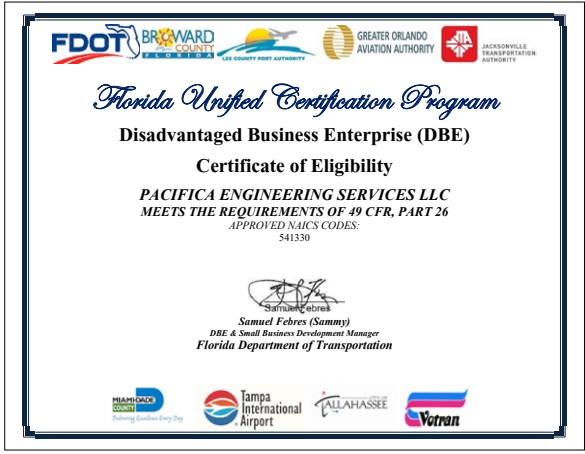 FDOT
BROWARD
COUNTY
FLORIDA
LEE COUNTY PORT AUTHORITY
GREATER ORLANDO
AVIATION AUTHORITY
JTA
JACKSONVILLE
TRANSPORTATION
AUTHORITY
Florida Unified Certification Program
Disadvantaged Business Enterprise (DBE)
Certificate of Eligibility
PACIFICA ENGINEERING SERVICES LLC
MEETS THE REQUIREMENTS OF 49 CFR, PART 26
APPROVED NAICS CODES:
541330
Samuel Febres
Samuel Febres (Sammy)
DBE & Small Business Development Manager
Florida Department of Transportation
MIAMI-DADE
COUNTY
Delivering Excellence Every Day
Tampa
International
Airport
CITY OF
TALLAHASSEE
Votran